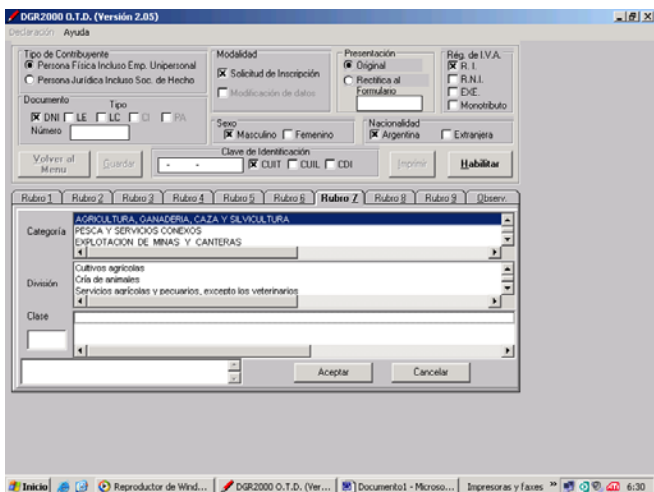 DGR2000 O.T.D. (Versión 2.05)
Declaración Ayuda
Tipo de Contribuyente
Persona Física Incluso Emp. Unipersonal
Persona Jurídica Incluso Soc. de Hecho
Modalidad
Solicitud de Inscripción
Modificación de datos
Presentación
Original
Rectifica al
Formulario
Rég. de I.V.A.
R. I.
R.N.I.
EXE.
Monotributo
Documento
Tipo
DNI LE LC CI PA
Número
Sexo
Masculino Femenino
Nacionalidad
Argentina Extranjera
Volver al
Menu
Guardar
Clave de Identificación
- -
CUIT CUIL CDI
Imprimir
Habilitar
Rubro 1 Rubro 2 Rubro 3 Rubro 4 Rubro 5 Rubro 6 Rubro 7 Rubro 8 Rubro 9 Observ.
Categoría
AGRICULTURA, GANADERIA, CAZA Y SILVICULTURA
PESCA Y SERVICIOS CONEXOS
EXPLOTACION DE MINAS Y CANTERAS
División
Cultivos agrícolas
Cría de animales
Servicios agrícolas y pecuarios, excepto los veterinarios
Clase
Aceptar Cancelar
Inicio Reproductor de Wind... DGR2000 O.T.D. (Ver... Documento1 - Microso... Impresoras y faxes » 6:30